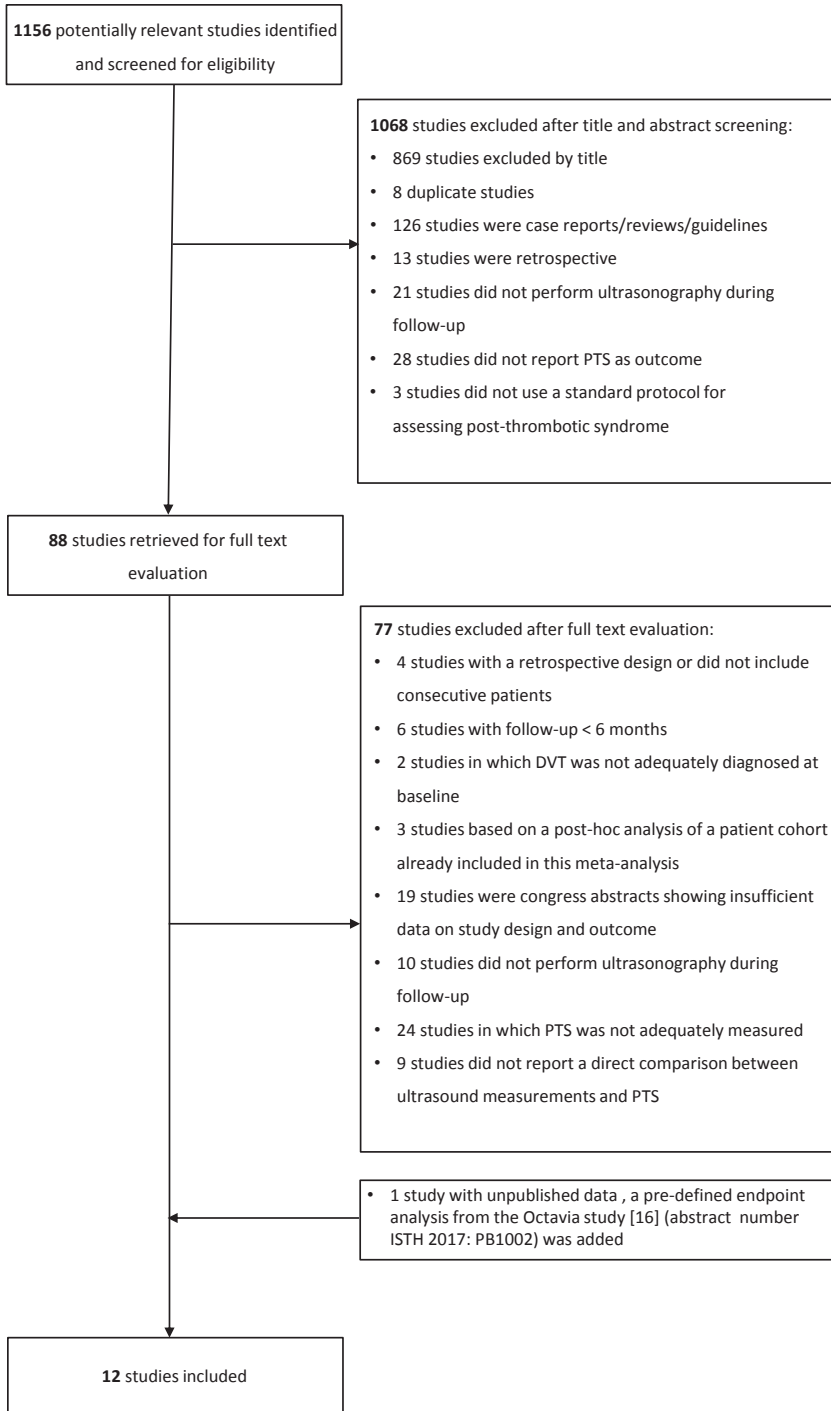 1156 potentially relevant studies identified
and screened for eligibility
1068 studies excluded after title and abstract screening:
• 869 studies excluded by title
• 8 duplicate studies
• 126 studies were case reports/reviews/guidelines
• 13 studies were retrospective
• 21 studies did not perform ultrasonography during
follow-up
• 28 studies did not report PTS as outcome
• 3 studies did not use a standard protocol for
assessing post-thrombotic syndrome
88 studies retrieved for full text
evaluation
77 studies excluded after full text evaluation:
• 4 studies with a retrospective design or did not include
consecutive patients
• 6 studies with follow-up < 6 months
• 2 studies in which DVT was not adequately diagnosed at
baseline
• 3 studies based on a post-hoc analysis of a patient cohort
already included in this meta-analysis
• 19 studies were congress abstracts showing insufficient
data on study design and outcome
• 10 studies did not perform ultrasonography during
follow-up
• 24 studies in which PTS was not adequately measured
• 9 studies did not report a direct comparison between
ultrasound measurements and PTS
• 1 study with unpublished data , a pre-defined endpoint
analysis from the Octavia study [16] (abstract number
ISTH 2017: PB1002) was added
12 studies included